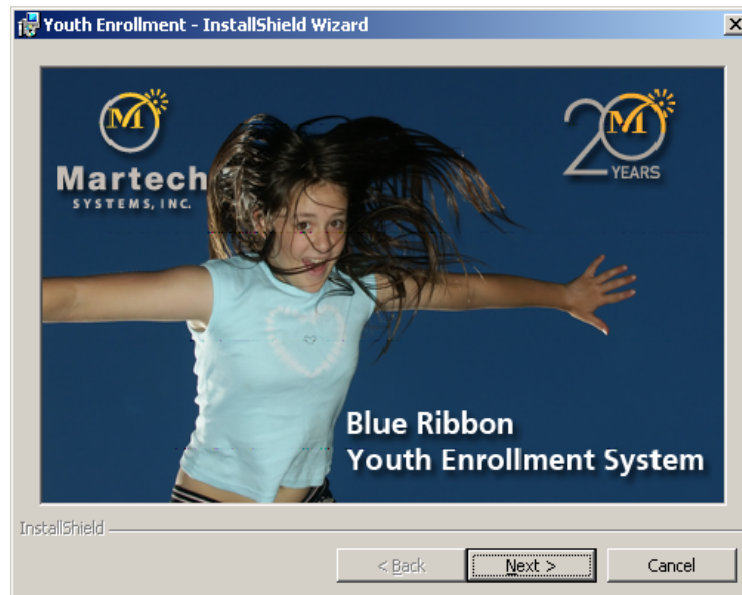 Youth Enrollment - InstallShield Wizard
M
Martech
SYSTEMS, INC.
20
M
YEARS
Blue Ribbon
Youth Enrollment System
InstallShield
< Back
Next >
Cancel